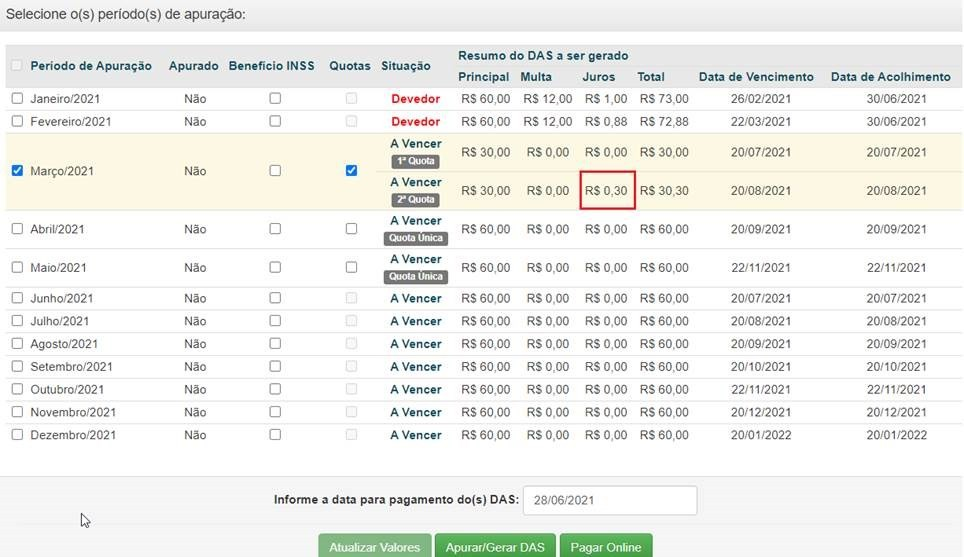 Selecione o(s) período(s) de apuração:
Resumo do DAS a ser gerado
Período de Apuração Apurado Benefício INSS Quotas Situação
Principal Multa Juros Total Data de Vencimento Data de Acolhimento
Janeiro/2021 Não Devedor R$ 60,00 R$ 12,00 R$ 1,00 R$ 73,00 26/02/2021 30/06/2021
Fevereiro/2021 Não Devedor R$ 60,00 R$ 12,00 R$ 0,88 R$ 72,88 22/03/2021 30/06/2021
Março/2021 Não
A Vencer
1ª Quota
R$ 30,00 R$ 0,00 R$ 0,00 R$ 30,00 20/07/2021 20/07/2021
A Vencer
2ª Quota
R$ 30,00 R$ 0,00 R$ 0,30 R$ 30,30 20/08/2021 20/08/2021
Abril/2021 Não
A Vencer
Quota Única
R$ 60,00 R$ 0,00 R$ 0,00 R$ 60,00 20/09/2021 20/09/2021
Maio/2021 Não
A Vencer
Quota Única
R$ 60,00 R$ 0,00 R$ 0,00 R$ 60,00 22/11/2021 22/11/2021
Junho/2021 Não A Vencer R$ 60,00 R$ 0,00 R$ 0,00 R$ 60,00 20/07/2021 20/07/2021
Julho/2021 Não A Vencer R$ 60,00 R$ 0,00 R$ 0,00 R$ 60,00 20/08/2021 20/08/2021
Agosto/2021 Não A Vencer R$ 60,00 R$ 0,00 R$ 0,00 R$ 60,00 20/09/2021 20/09/2021
Setembro/2021 Não A Vencer R$ 60,00 R$ 0,00 R$ 0,00 R$ 60,00 20/10/2021 20/10/2021
Outubro/2021 Não A Vencer R$ 60,00 R$ 0,00 R$ 0,00 R$ 60,00 22/11/2021 22/11/2021
Novembro/2021 Não A Vencer R$ 60,00 R$ 0,00 R$ 0,00 R$ 60,00 20/12/2021 20/12/2021
Dezembro/2021 Não A Vencer R$ 60,00 R$ 0,00 R$ 0,00 R$ 60,00 20/01/2022 20/01/2022
Informe a data para pagamento do(s) DAS: 28/06/2021
Atualizar Valores Apurar/Gerar DAS Pagar Online